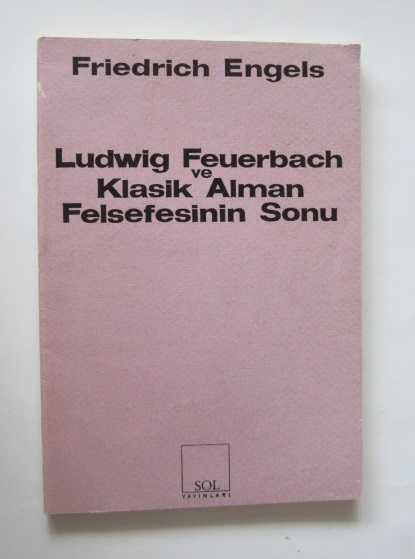 Friedrich Engels
Ludwig Feuerbach
ve
Klasik Alman
Felsefesinin Sonu
SOL
YAYINLARI